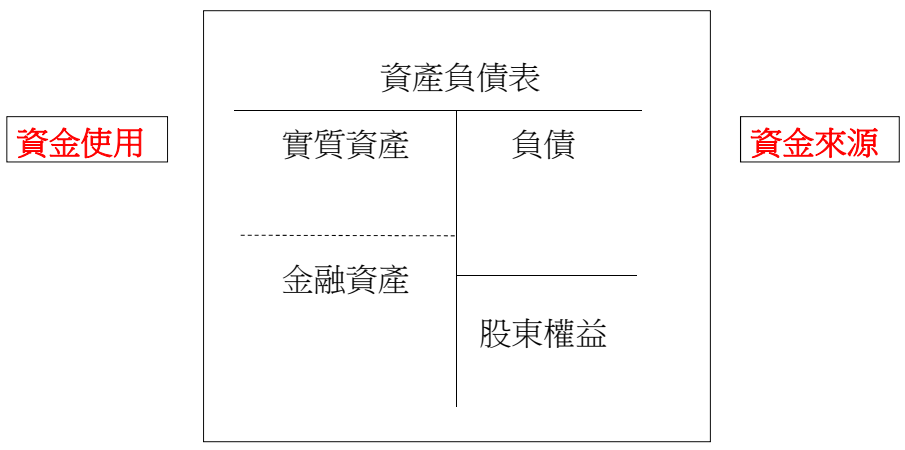 資產負債表
資金使用
實質資產
負債
資金來源
金融資產
股東權益